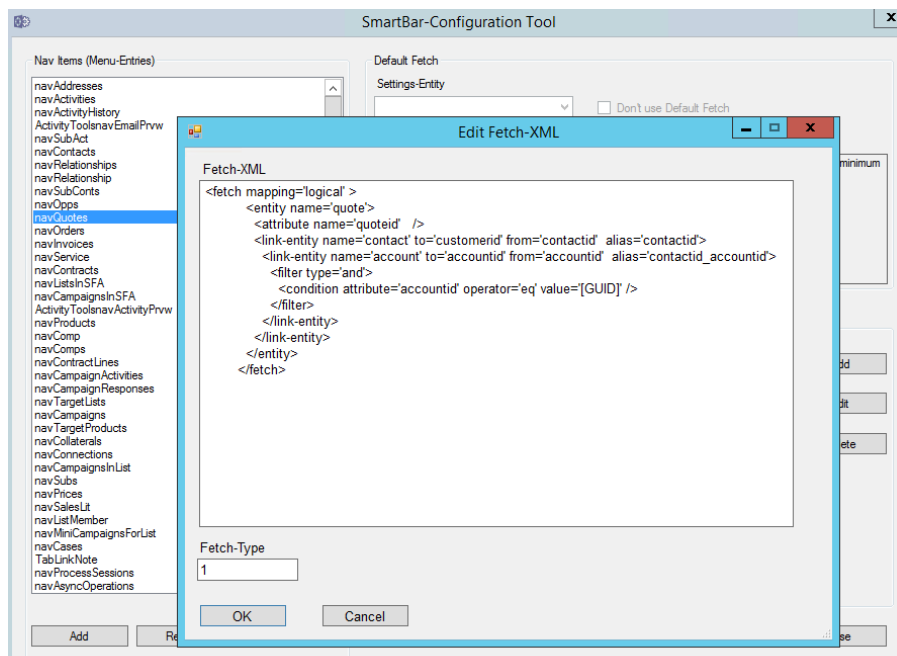 SmartBar-Configuration Tool
x
Nav Items (Menu-Entries)
navAddresses
navActivities
navActivityHistory
ActivityToolsnavEmailPrvw
navSubAct
navContacts
navRelationships
navRelationship
navSubConts
navOpps
navQuotes
navOrders
navInvoices
navService
navContracts
navListsInSFA
navCampaignsInSFA
ActivityToolsnavActivityPrvw
navProducts
navComp
navComps
navContractLines
navCampaignActivities
navCampaignResponses
navTargetLists
navCampaigns
navTargetProducts
navCollaterals
navConnections
navCampaignsInList
navSubs
navPrices
navSalesLit
navListMember
navMiniCampaignsForList
navCases
TabLinkNote
navProcessSessions
navAsyncOperations
Add
Re
Default Fetch
Settings-Entity
Don't use Default Fetch
minimum
dd
dit
ete
se
Edit Fetch-XML
x
Fetch-XML
<fetch mapping='logical' >
<entity name='quote'>
<attribute name='quoteid' />
<link-entity name='contact' to='customerid' from='contactid' alias='contactid'>
<link-entity name='account' to='accountid' from='accountid' alias='contactid_accountid'>
<filter type='and'>
<condition attribute='accountid' operator='eq' value='[GUID]' />
</filter>
</link-entity>
</link-entity>
</entity>
</fetch>
Fetch-Type
1
OK
Cancel